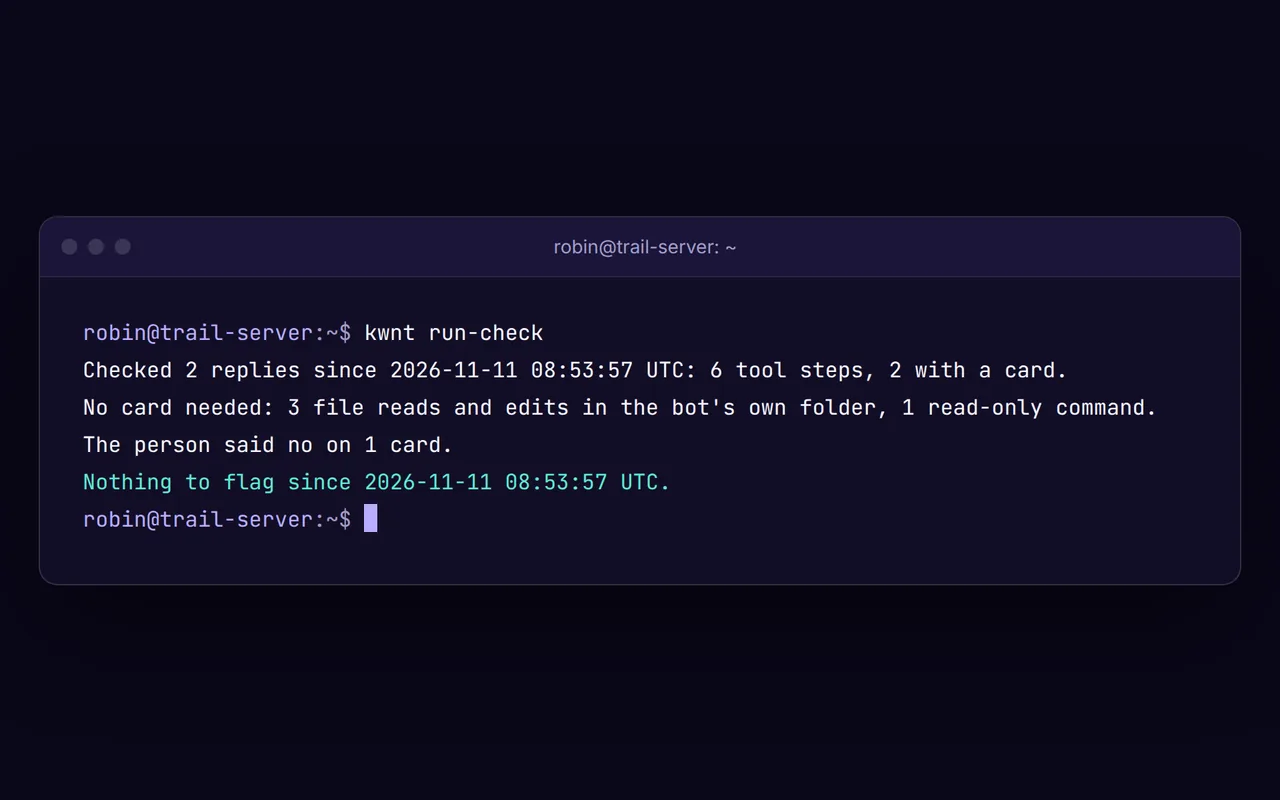 robin@trail-server: ~
robin@trail-server:~$ kwnt run-check
Checked 2 replies since 2026-11-11 08:53:57 UTC: 6 tool steps, 2 with a card.
No card needed: 3 file reads and edits in the bot's own folder, 1 read-only command.
The person said no on 1 card.
Nothing to flag since 2026-11-11 08:53:57 UTC.
robin@trail-server:~$